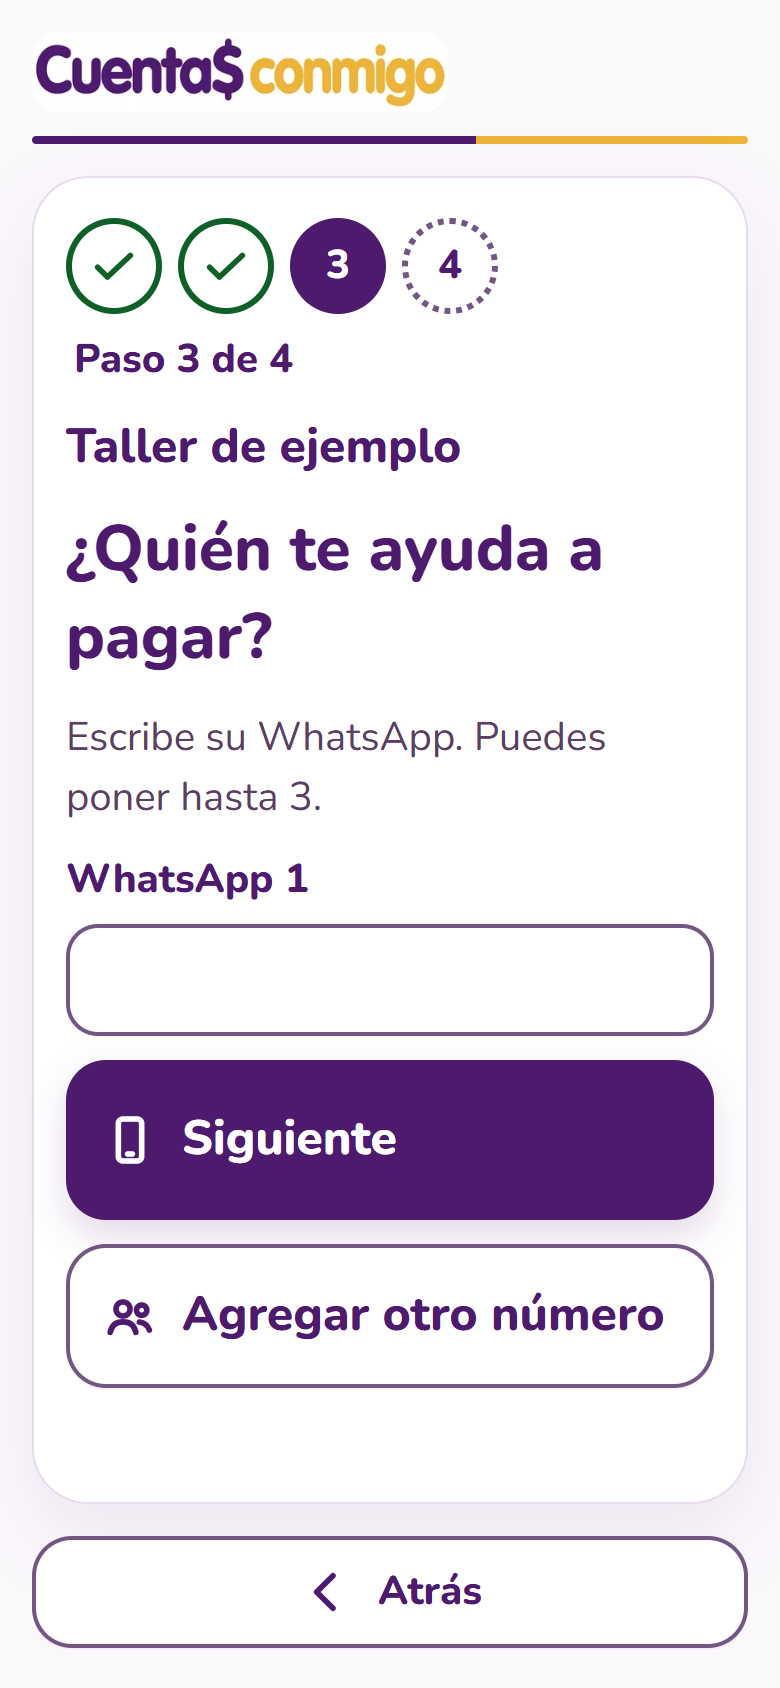 Cuenta$ conmigo
3 4
Paso 3 de 4
Taller de ejemplo
¿Quién te ayuda a
pagar?
Escribe su WhatsApp. Puedes
poner hasta 3.
WhatsApp 1
Siguiente
Agregar otro número
Atrás